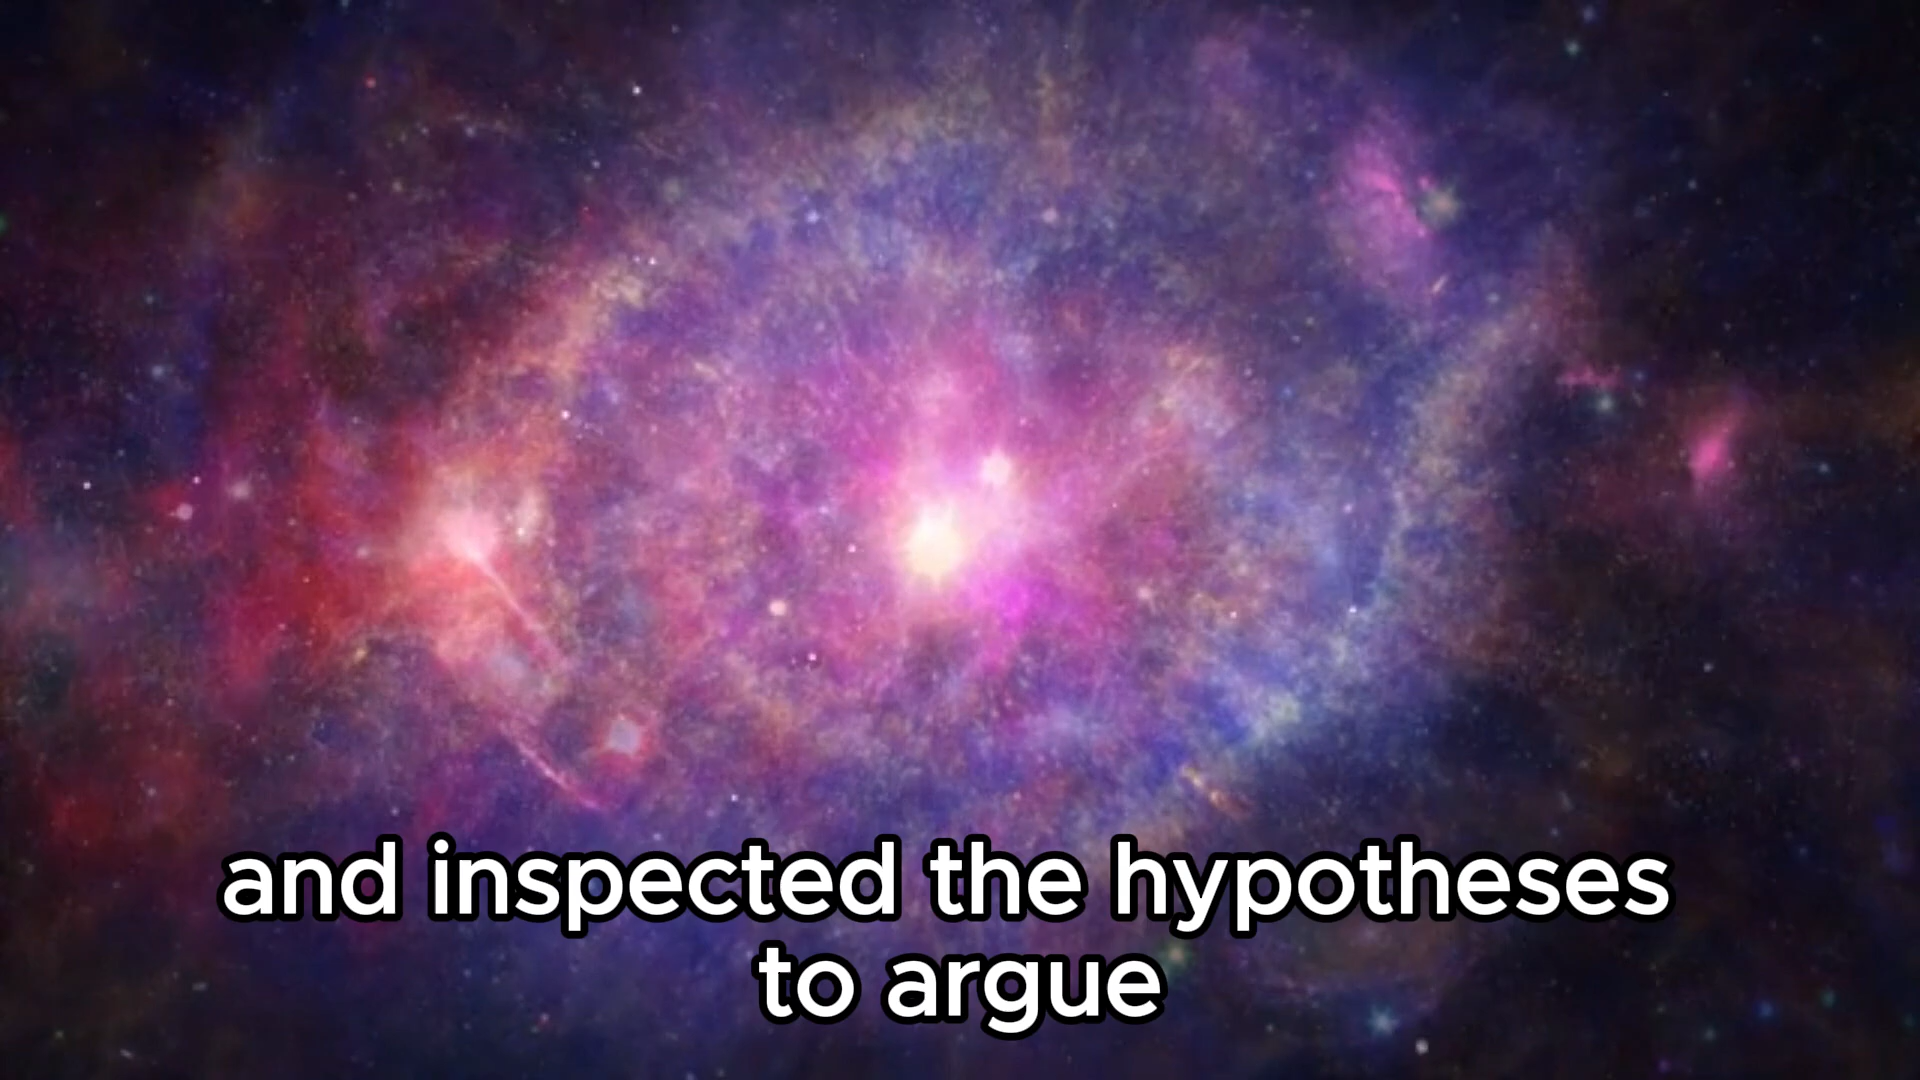 and inspected the hypotheses
to argue